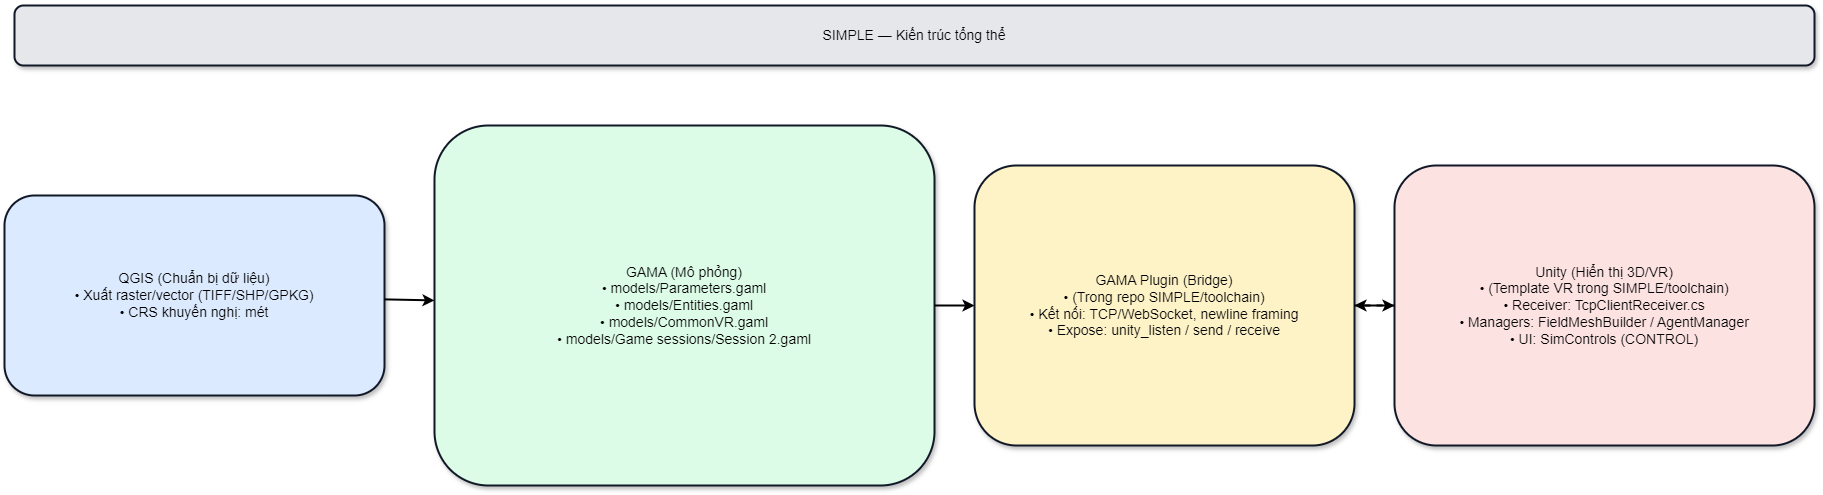 SIMPLE — Kiến trúc tổng thể
QGIS (Chuẩn bị dữ liệu)
• Xuất raster/vector (TIFF/SHP/GPKG)
• CRS khuyến nghị: mét
GAMA (Mô phỏng)
• models/Parameters.gaml
• models/Entities.gaml
• models/CommonVR.gaml
• models/Game sessions/Session 2.gaml
GAMA Plugin (Bridge)
• (Trong repo SIMPLE/toolchain)
• Kết nối: TCP/WebSocket, newline framing
• Expose: unity_listen / send / receive
Unity (Hiển thị 3D/VR)
• (Template VR trong SIMPLE/toolchain)
• Receiver: TcpClientReceiver.cs
• Managers: FieldMeshBuilder / AgentManager
• UI: SimControls (CONTROL)